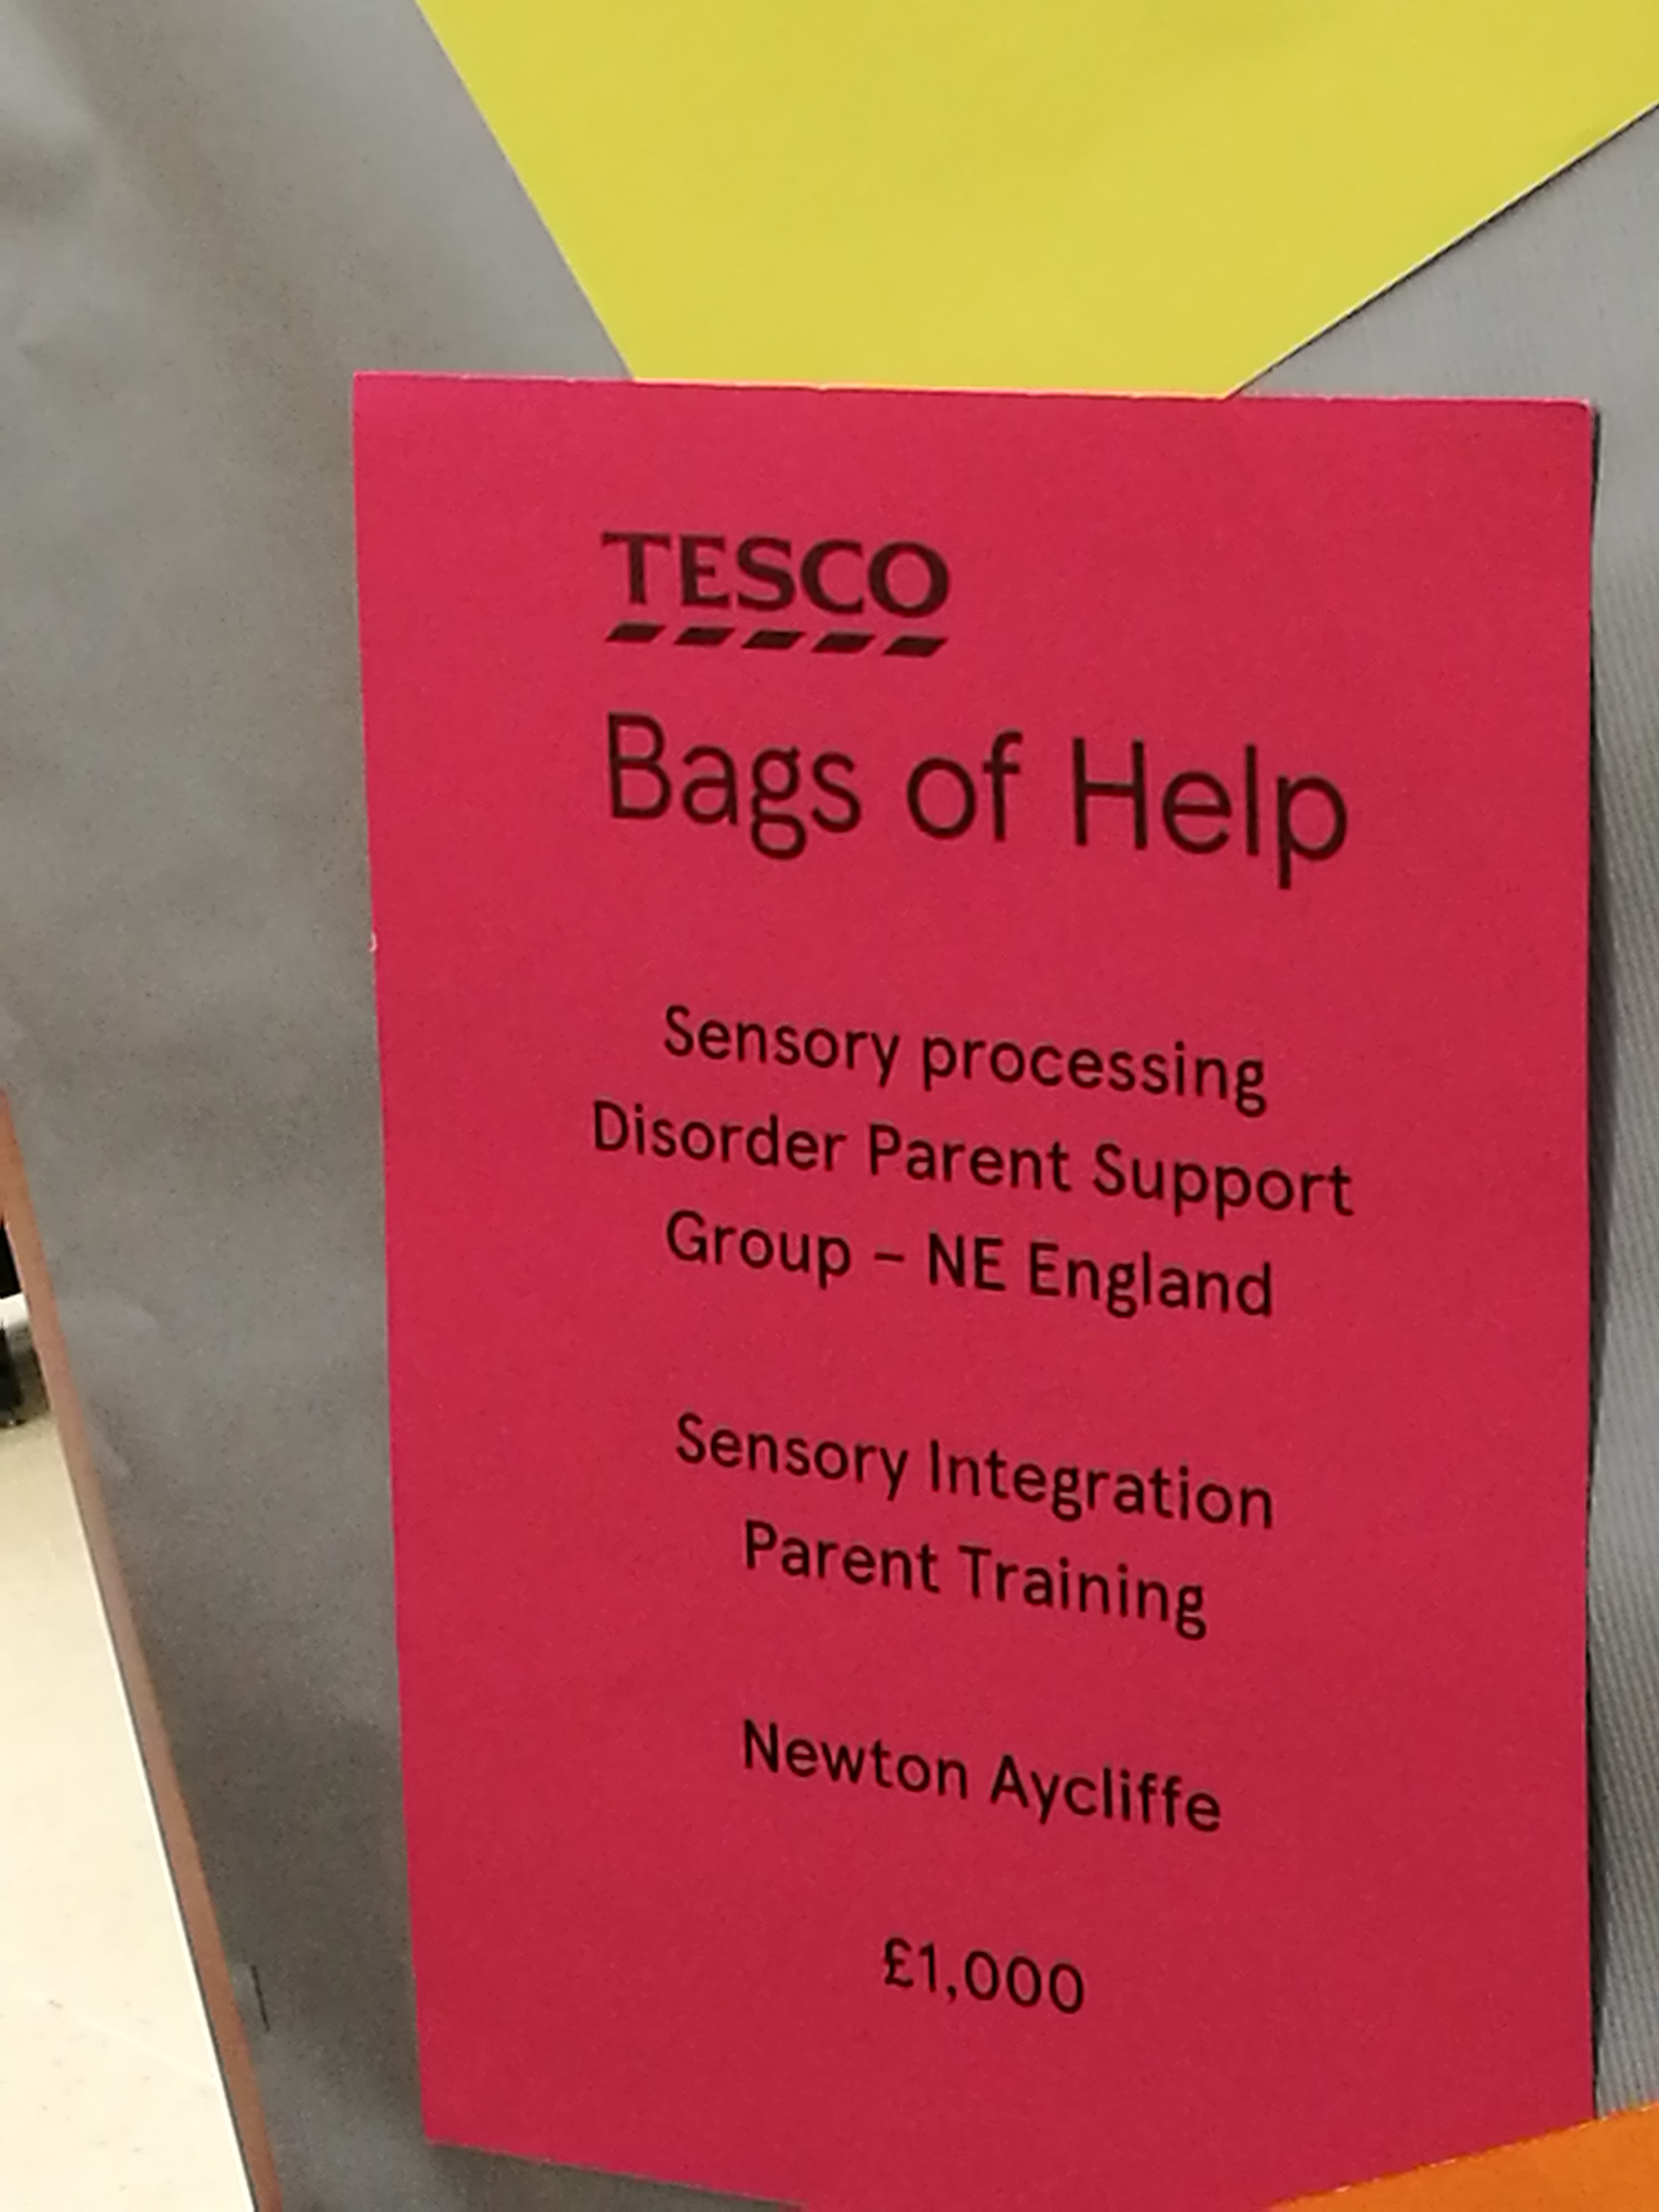 TESCO
Bags of Help
Sensory processing
Disorder Parent Support
Group – NE England
Sensory Integration
Parent Training
Newton Aycliffe
£1,000